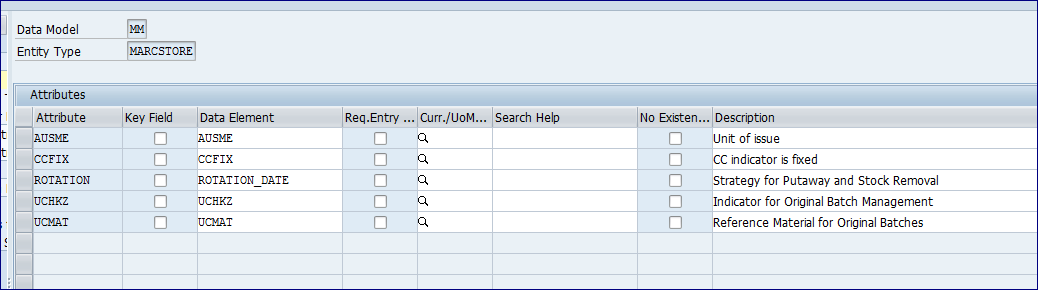 Data Model MM
Entity Type MARCSTORE
Attributes
Attribute Key Field Data Element Req.Entry ... Curr./UoM... Search Help No Existen... Description
AUSME AUSME Unit of issue
CCFIX CCFIX CC indicator is fixed
ROTATION ROTATION_DATE Strategy for Putaway and Stock Removal
UCHKZ UCHKZ Indicator for Original Batch Management
UCMAT UCMAT Reference Material for Original Batches